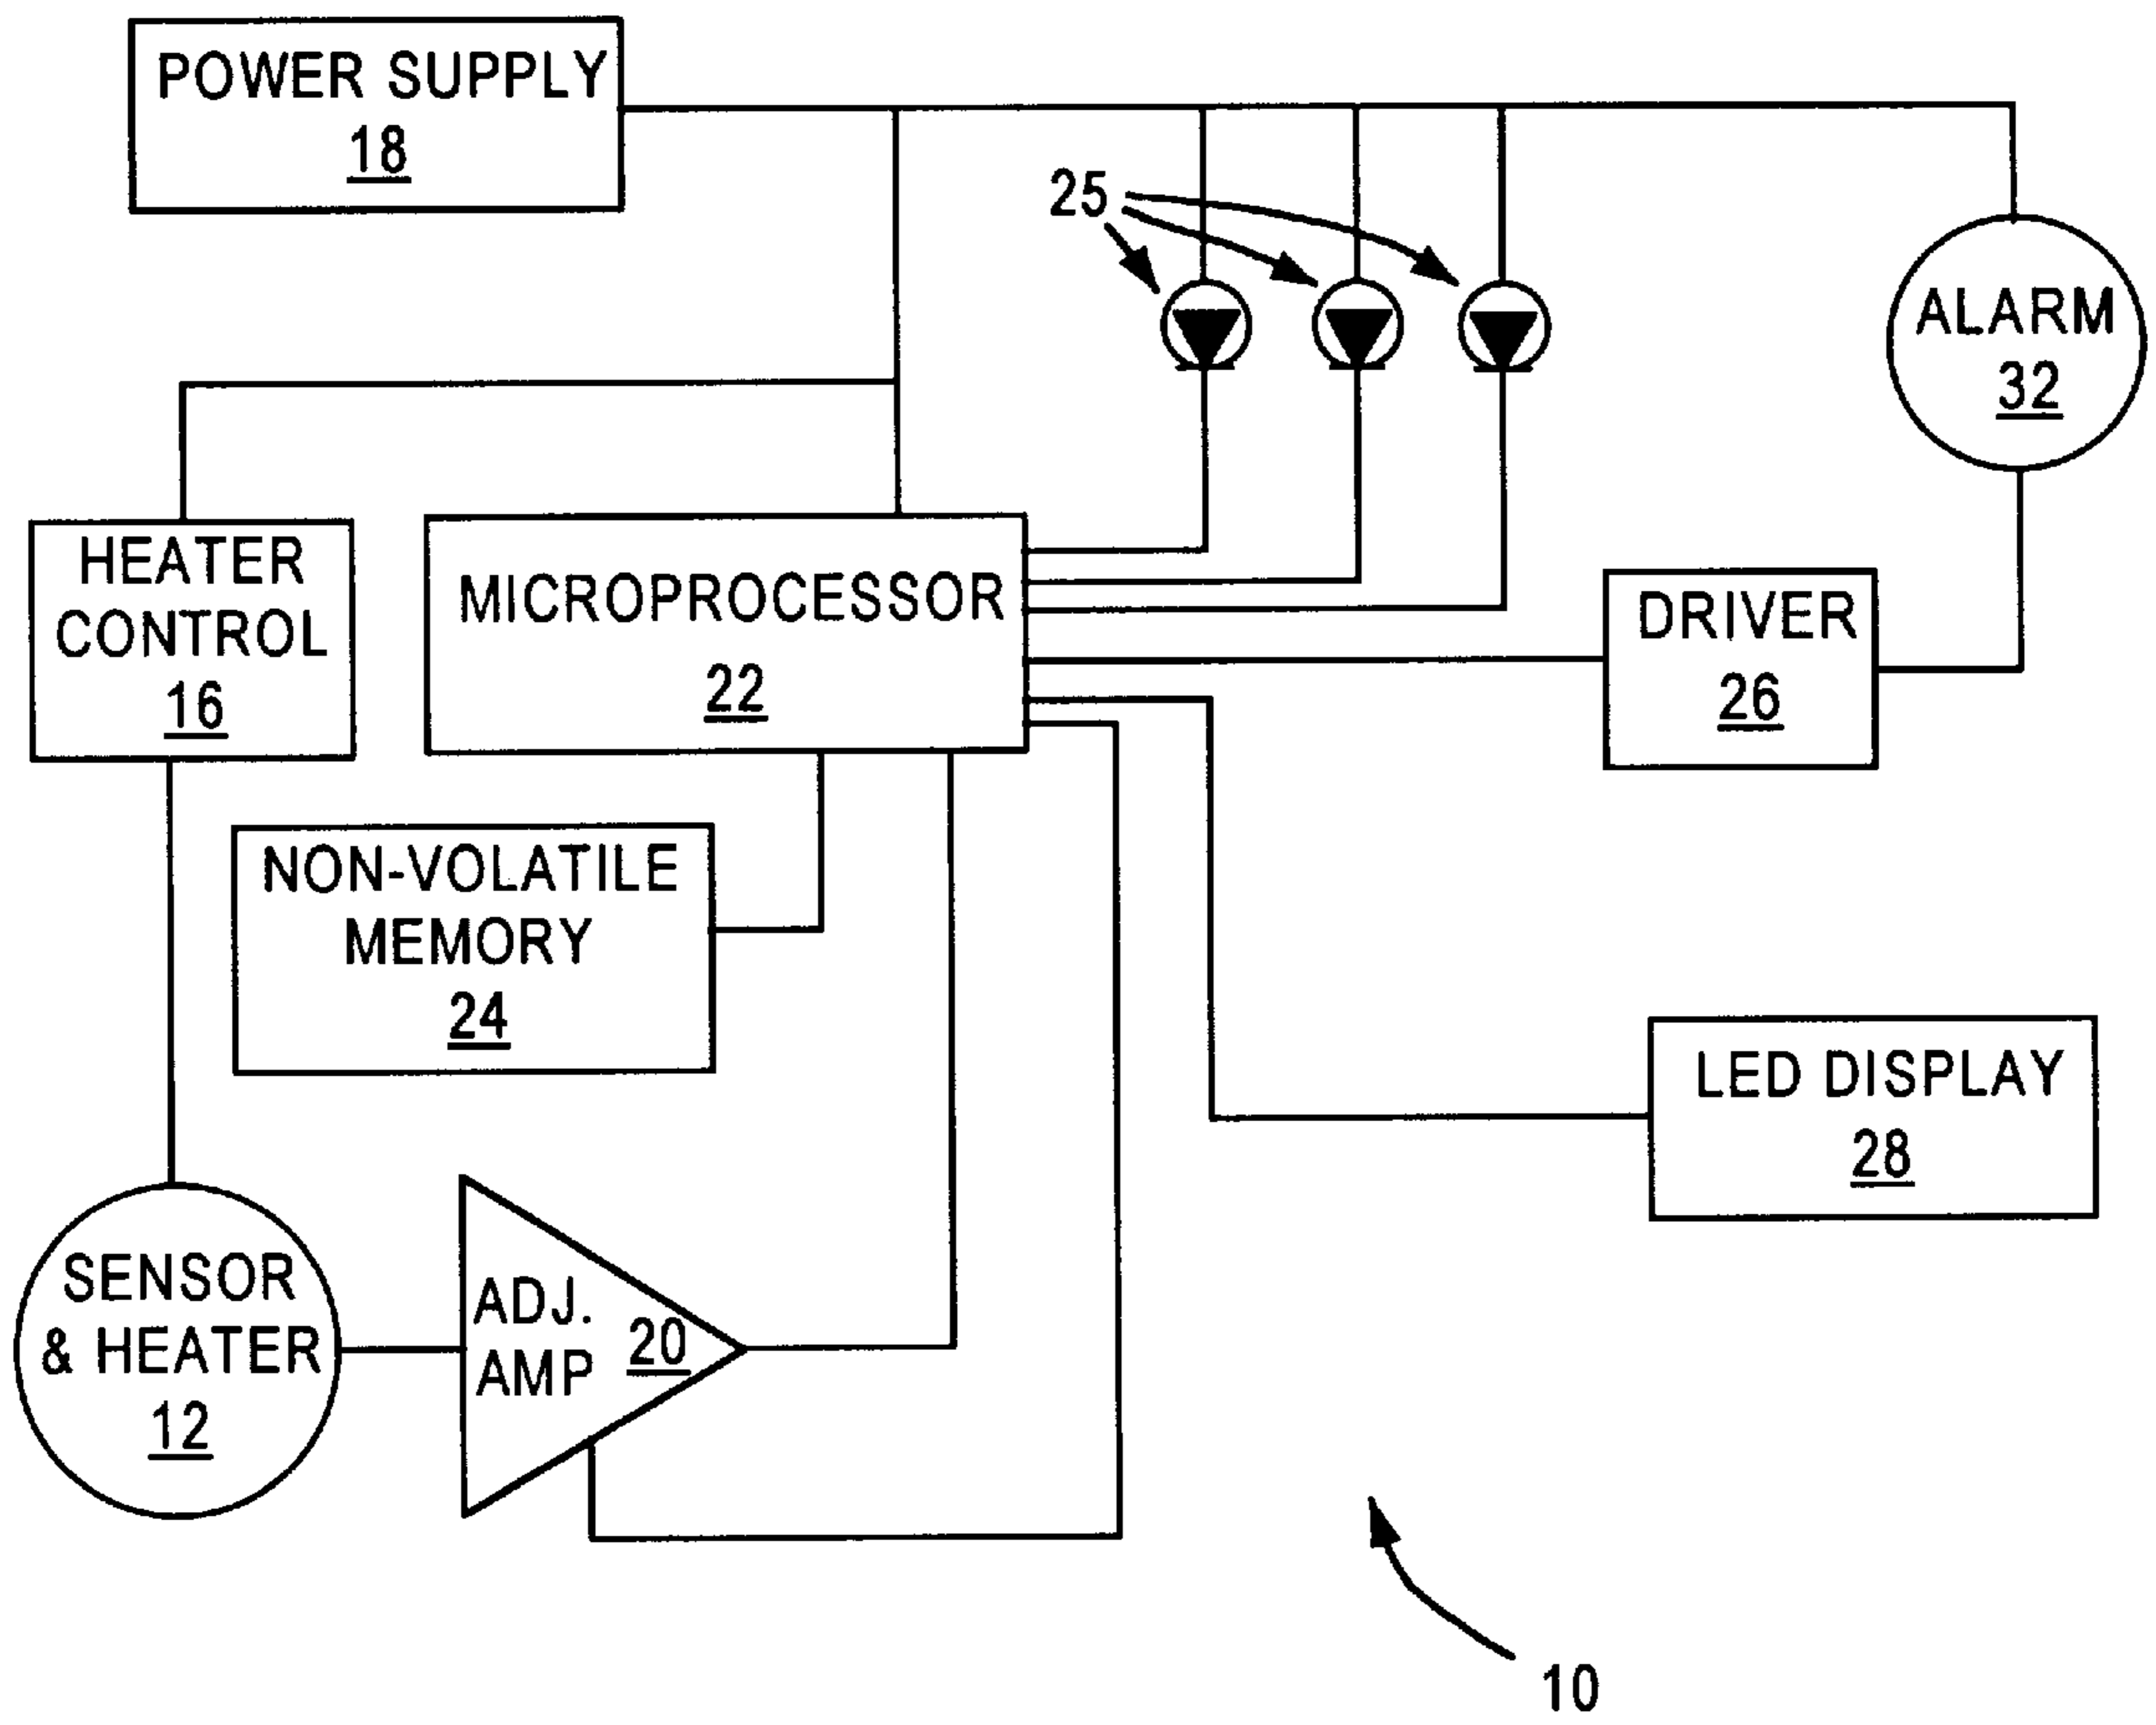 POWER SUPPLY
18
25
ALARM
32
HEATER
CONTROL
16
MICROPROCESSOR
22
DRIVER
26
NON-VOLATILE
MEMORY
24
LED DISPLAY
28
SENSOR
& HEATER
12
ADJ.
AMP
20
10